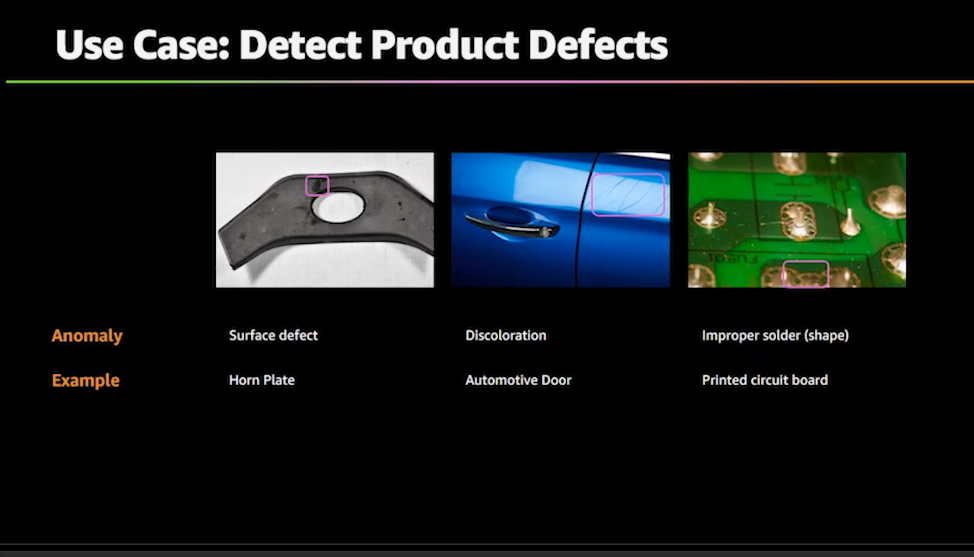 Use Case: Detect Product Defects
Anomaly Surface defect Discoloration Improper solder (shape)
Example Horn Plate Automotive Door Printed circuit board